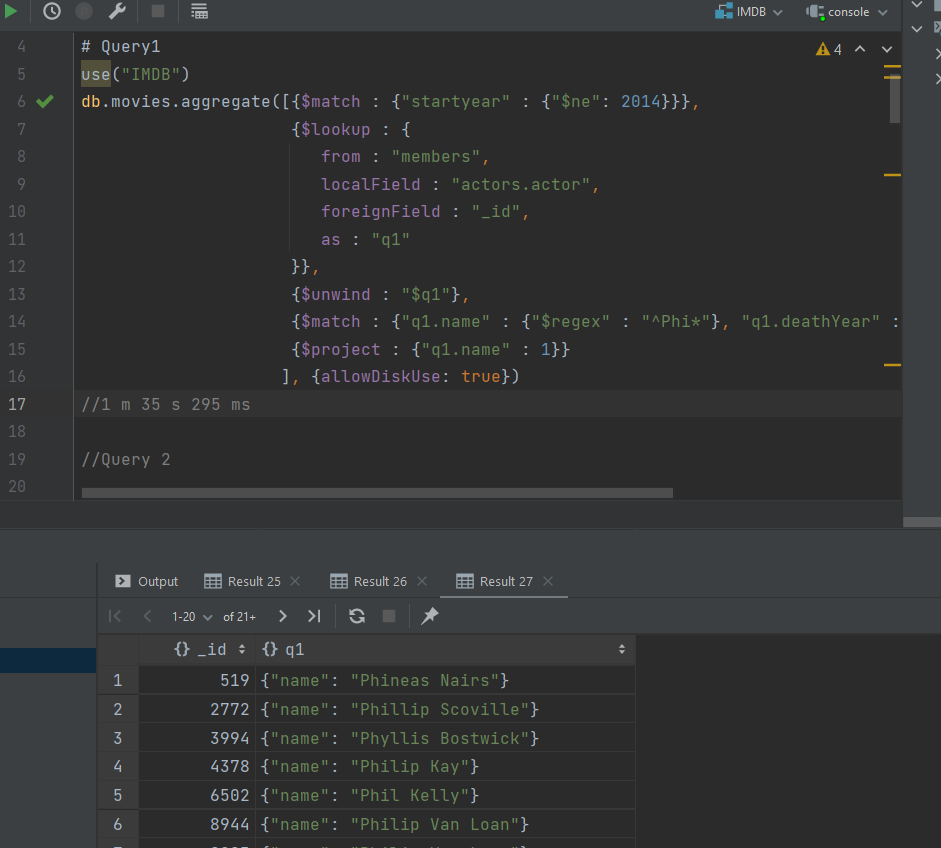 IMDB console
4 # Query1 4
5 use("IMDB")
6 db.movies.aggregate([{$match : {"startyear" : {"$ne": 2014}}},
7 {$lookup : {
8 from : "members",
9 localField : "actors.actor",
10 foreignField : "_id",
11 as : "q1"
12 }},
13 {$unwind : "$q1"},
14 {$match : {"q1.name" : {"$regex" : "^Phi*"}, "q1.deathYear" :
15 {$project : {"q1.name" : 1}}
16 ], {allowDiskUse: true})
17 //1 m 35 s 295 ms
18
19 //Query 2
20
Output Result 25 Result 26 Result 27
1-20 of 21+
{} _id {} q1
1 519 {"name": "Phineas Nairs"}
2 2772 {"name": "Phillip Scoville"}
3 3994 {"name": "Phyllis Bostwick"}
4 4378 {"name": "Philip Kay"}
5 6502 {"name": "Phil Kelly"}
6 8944 {"name": "Philip Van Loan"}